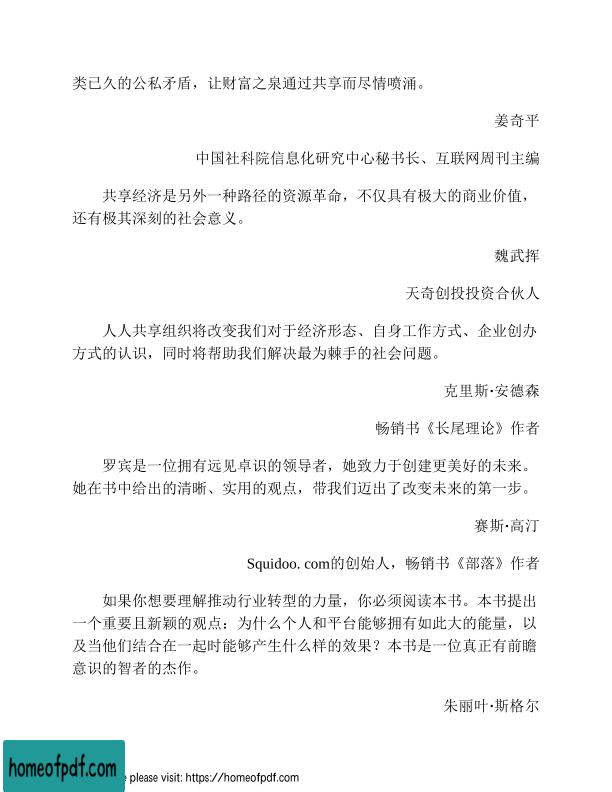 类已久的公私矛盾，让财富之泉通过共享而尽情喷涌。
姜奇平
中国社科院信息化研究中心秘书长、互联网周刊主编
共享经济是另外一种路径的资源革命，不仅具有极大的商业价值，
还有极其深刻的社会意义。
魏武挥
天奇创投投资合伙人
人人共享组织将改变我们对于经济形态、自身工作方式、企业创办
方式的认识，同时将帮助我们解决最为棘手的社会问题。
克里斯·安德森
畅销书《长尾理论》作者
罗宾是一位拥有远见卓识的领导者，她致力于创建更美好的未来。
她在书中给出的清晰、实用的观点，带我们迈出了改变未来的第一步。
赛斯·高汀
Squidoo. com的创始人，畅销书《部落》作者
如果你想要理解推动行业转型的力量，你必须阅读本书。本书提出
一个重要且新颖的观点：为什么个人和平台能够拥有如此大的能量，以
及当他们结合在一起时能够产生什么样的效果？本书是一位真正有前瞻
意识的智者的杰作。
朱丽叶·斯格尔
homeofpdf.com
please visit: https://homeofpdf.com